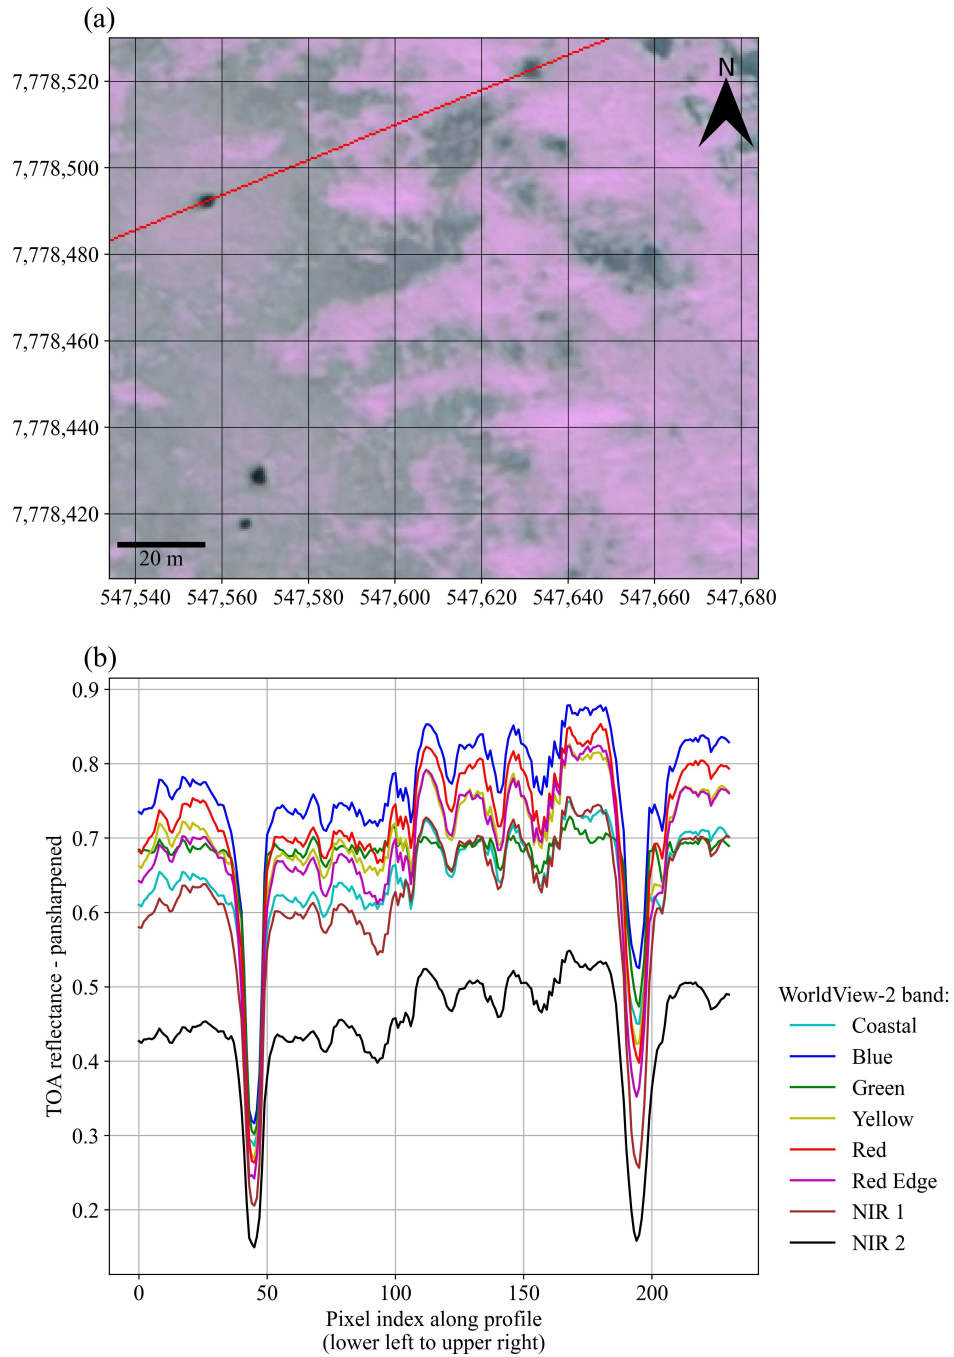 (a)
N
7,778,520
7,778,500
7,778,480
7,778,460
7,778,440
7,778,420
20 m
547,540 547,560 547,580 547,600 547,620 547,640 547,660 547,680
(b)
TOA reflectance - pansharpened
0.9
0.8
0.7
0.6
0.5
0.4
0.3
0.2
0 50 100 150 200
Pixel index along profile
(lower left to upper right)
WorldView-2 band:
Coastal
Blue
Green
Yellow
Red
Red Edge
NIR 1
NIR 2